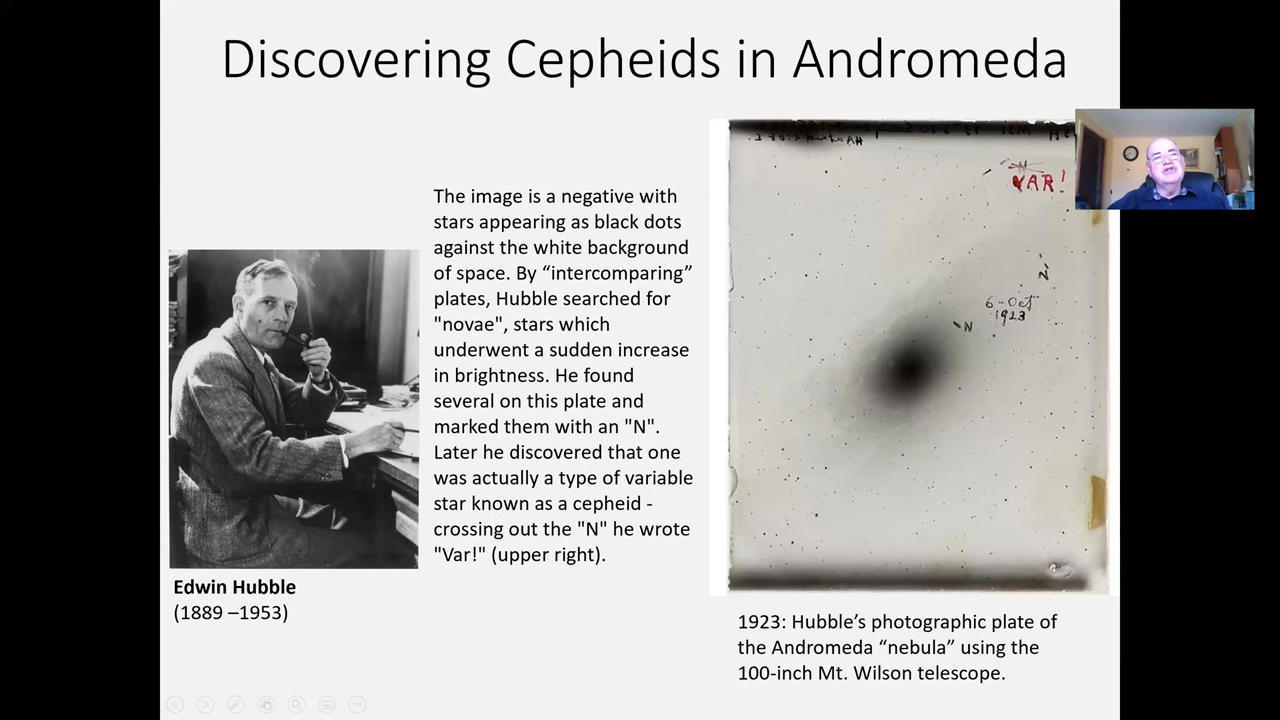 Discovering Cepheids in Andromeda
The image is a negative with
stars appearing as black dots
against the white background
of space. By “intercomparing”
plates, Hubble searched for
"novae", stars which
underwent a sudden increase
in brightness. He found
several on this plate and
marked them with an "N".
Later he discovered that one
was actually a type of variable
star known as a cepheid -
crossing out the "N" he wrote
"Var!" (upper right).
Edwin Hubble
(1889 –1953)
VAR!
N
6-Oct
1923
N
1923: Hubble’s photographic plate of
the Andromeda “nebula” using the
100-inch Mt. Wilson telescope.